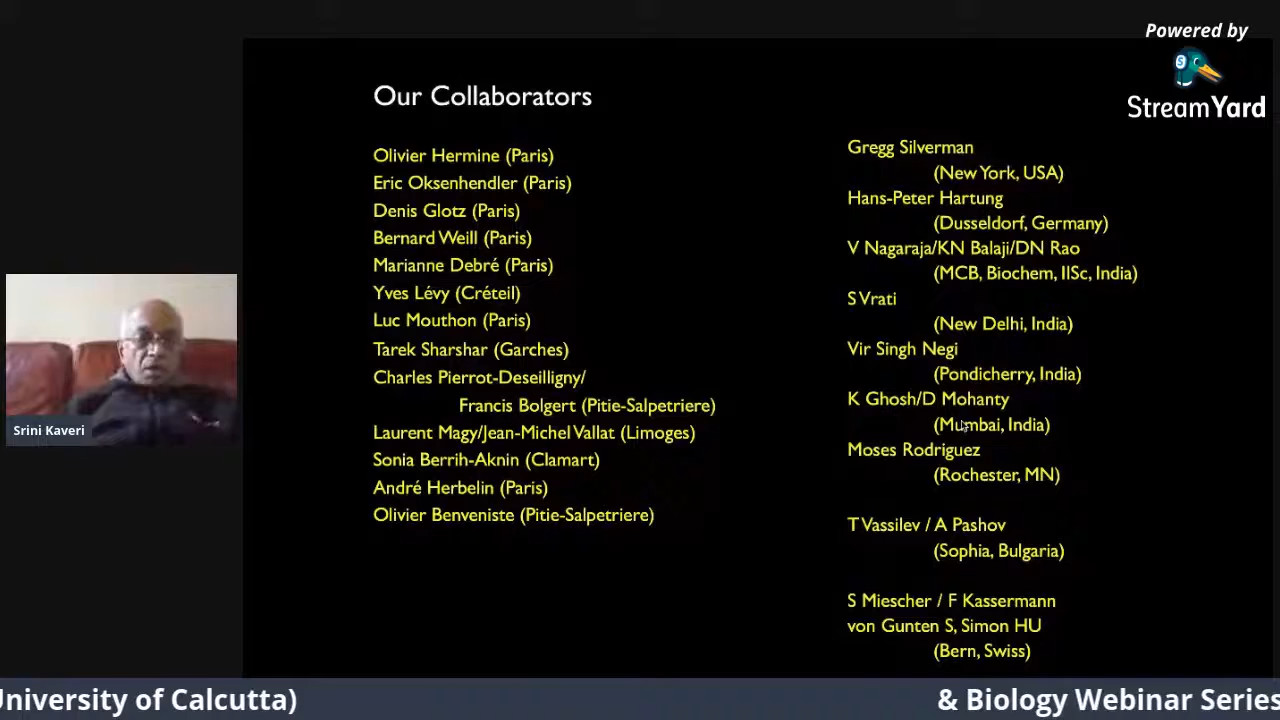 Powered by
StreamYard
Our Collaborators
Olivier Hermine (Paris)
Eric Oksenhendler (Paris)
Denis Glotz (Paris)
Bernard Weill (Paris)
Marianne Debré (Paris)
Yves Lévy (Créteil)
Luc Mouthon (Paris)
Tarek Sharshar (Garches)
Charles Pierrot-Deseilligny/
Francis Bolgert (Pitie-Salpetriere)
Laurent Magy/Jean-Michel Vallat (Limoges)
Sonia Berrih-Aknin (Clamart)
André Herbelin (Paris)
Olivier Benveniste (Pitie-Salpetriere)
Gregg Silverman
(New York, USA)
Hans-Peter Hartung
(Dusseldorf, Germany)
V Nagaraja/KN Balaji/DN Rao
(MCB, Biochem, IISc, India)
S Vrati
(New Delhi, India)
Vir Singh Negi
(Pondicherry, India)
K Ghosh/D Mohanty
(Mumbai, India)
Moses Rodriguez
(Rochester, MN)
T Vassilev / A Pashov
(Sophia, Bulgaria)
S Miescher / F Kassermann
von Gunten S, Simon HU
(Bern, Swiss)
Srini Kaveri
University of Calcutta)
& Biology Webinar Series